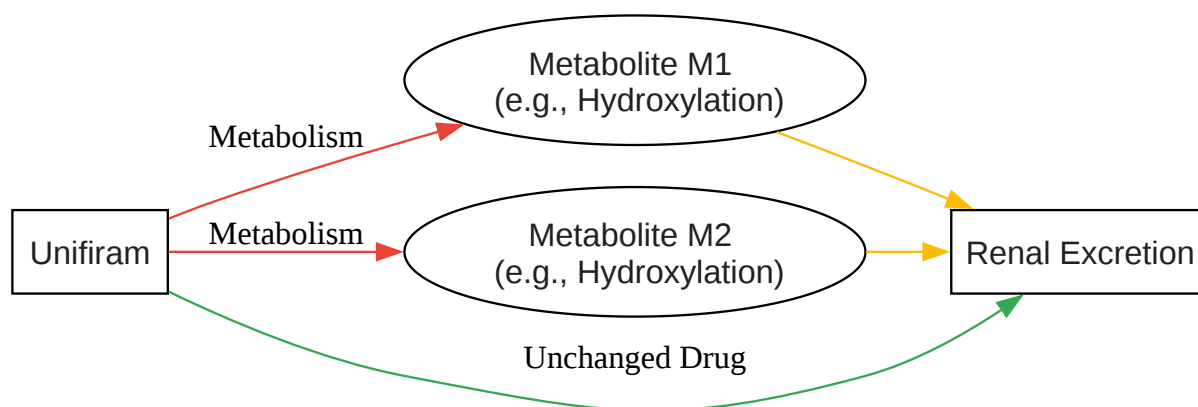 Metabolite M1
(e.g., Hydroxylation)
Metabolism
Unifiram
Metabolism
Metabolite M2
(e.g., Hydroxylation)
Renal Excretion
Unchanged Drug